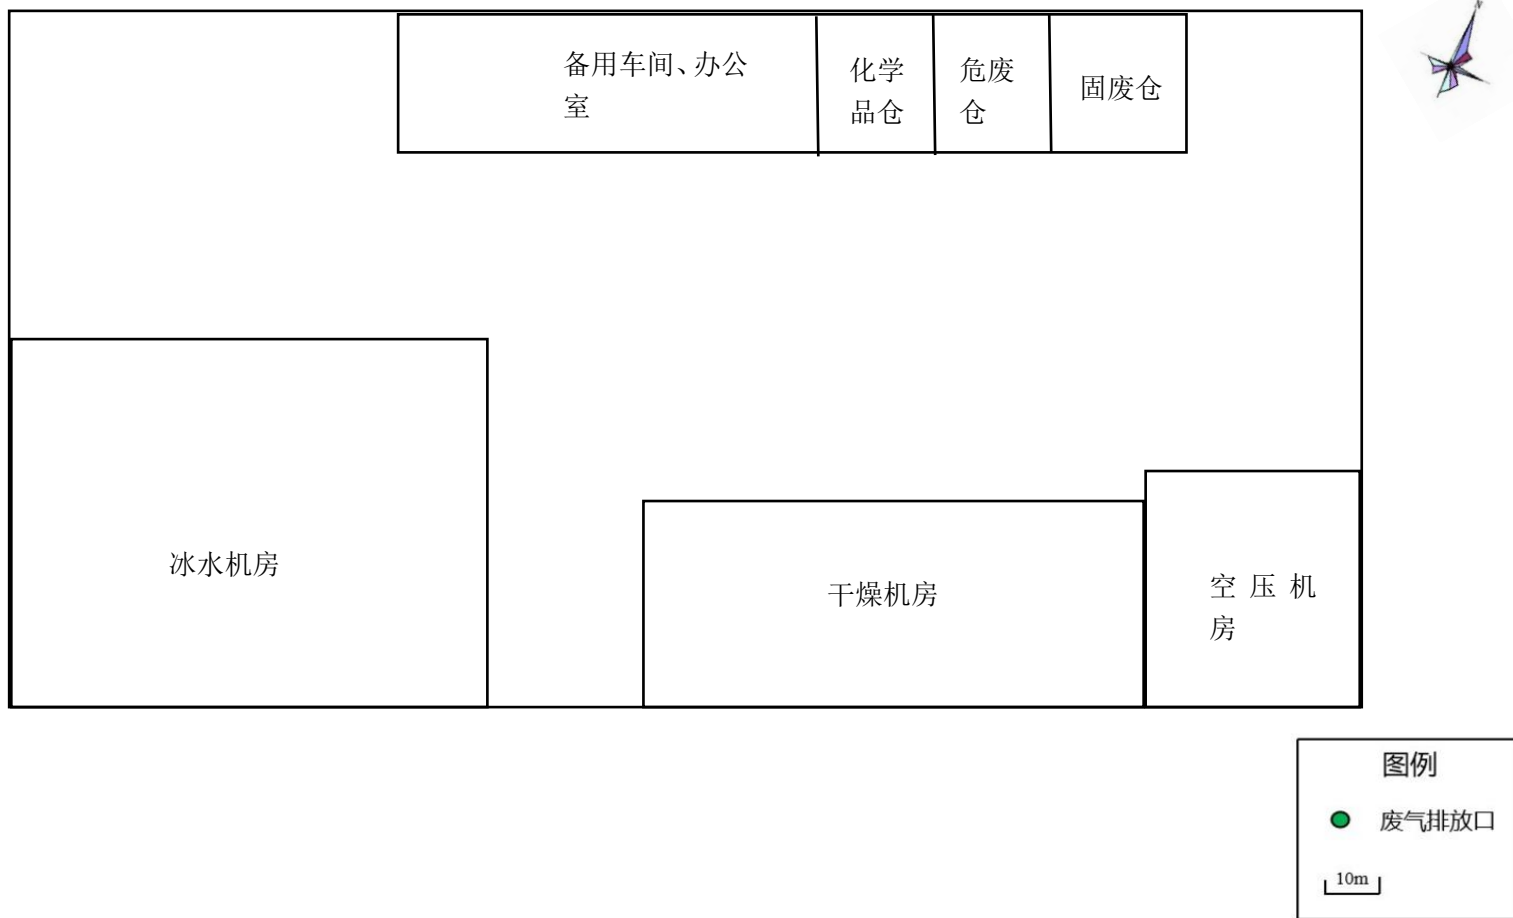 N
备用车间、办公
室
化学
品仓
危废
仓
固废仓
冰水机房
干燥机房
空压机
房
图例
废气排放口
10m